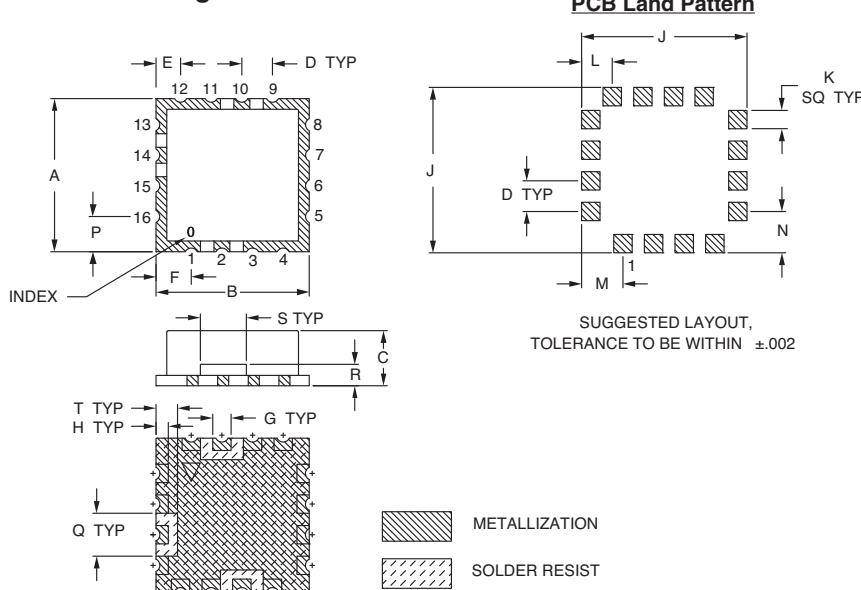 PCB Land Pattern
E
D TYP
12 11 10 9
13
14
15
16
8
7
6
5
A
P
0
1 2 3 4
F
B
INDEX
J
L
K
SQ TYP
J
D TYP
N
M
1
SUGGESTED LAYOUT,
TOLERANCE TO BE WITHIN ±.002
S TYP
C
R
T TYP
H TYP
G TYP
Q TYP
METALLIZATION
SOLDER RESIST